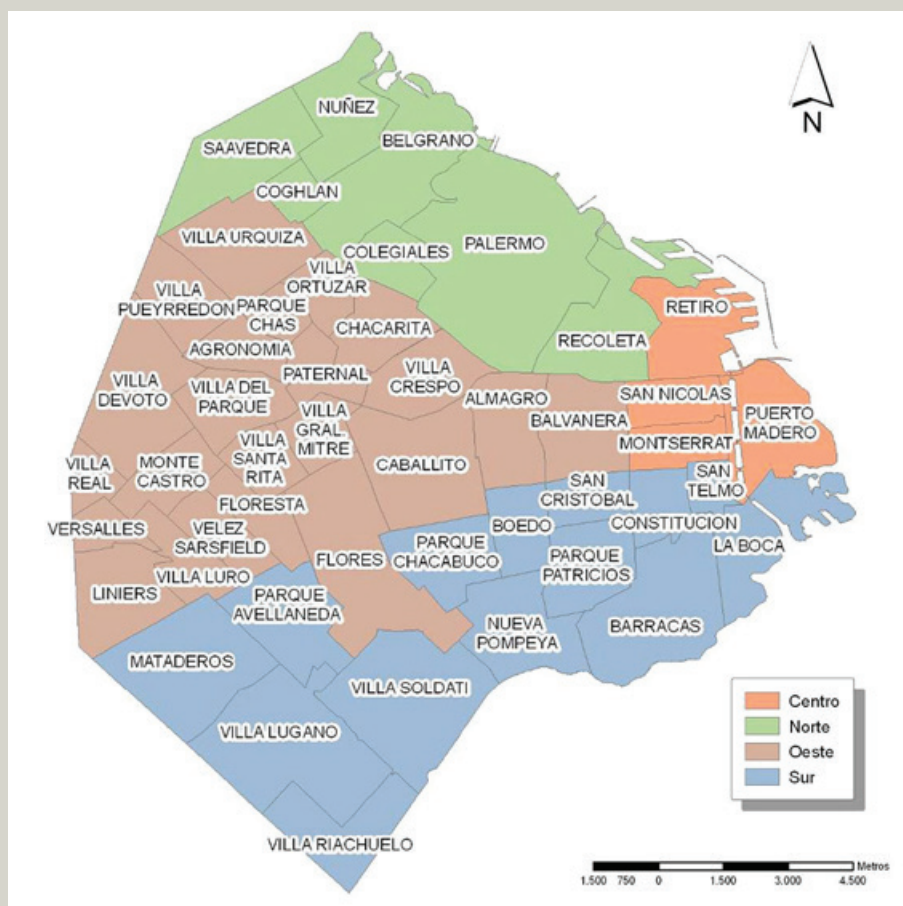 NUÑEZ
N
BELGRANO
SAAVEDRA
COGHLAN
VILLA URQUIZA
PALERMO
COLEGIALES
VILLA
ORTUZAR
VILLA
PUEYRREDON
PARQUE
CHAS
RETIRO
CHACARITA
RECOLETA
AGRONOMIA
PATERNAL
VILLA
CRESPO
VILLA
DEVOTO
VILLA DEL
PARQUE
ALMAGRO
SAN NICOLAS
BALVANERA
PUERTO
MADERO
VILLA
GRAL.
MITRE
MONTSERRAT
VILLA
SANTA
RITA
VILLA
REAL
MONTE
CASTRO
CABALLITO
SAN
TELMO
SAN
CRISTOBAL
FLORESTA
VERSALLES
VELEZ
SARSFIELD
BOEDO
CONSTITUCION
LA BOCA
PARQUE
CHACABUCO
FLORES
PARQUE
PATRICIOS
VILLA LURO
LINIERS
PARQUE
AVELLANEDA
NUEVA
POMPEYA
BARRACAS
MATADEROS
VILLA SOLDATI
VILLA LUGANO
VILLA RIACHUELO
Centro
Norte
Oeste
Sur
Metros
1.500 750 0 1.500 3.000 4.500